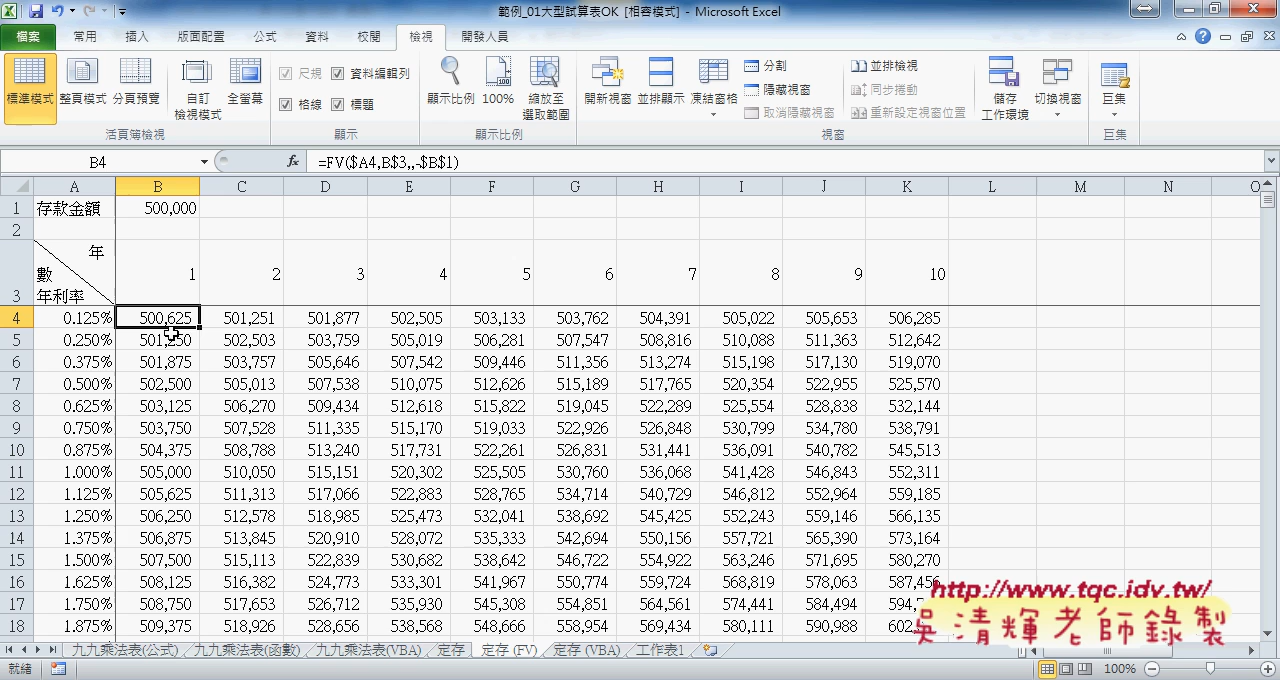 範例_01大型試算表OK [相容模式] - Microsoft Excel
檔案 常用 插入 版面配置 公式 資料 校閱 檢視 開發人員
標準模式 整頁模式 分頁預覽 自訂檢視模式 全螢幕
活頁簿檢視
尺規 資料編輯列
格線 標題
顯示
顯示比例 100% 縮放至選取範圍
顯示比例
開新視窗 並排顯示 凍結窗格
分割
隱藏視窗
取消隱藏視窗
並排檢視
同步捲動
重新設定視窗位置
儲存工作環境 切換視窗
視窗
巨集
巨集
B4 fx =FV($A4,B$3,,-$B$1)
A B C D E F G H I J K L M N O
1 存款金額 500,000
2
年
數
年利率
3 1 2 3 4 5 6 7 8 9 10
4 0.125% 500,625 501,251 501,877 502,505 503,133 503,762 504,391 505,022 505,653 506,285
5 0.250% 502,503 503,759 505,019 506,281 507,547 508,816 510,088 511,363 512,642
6 0.375% 501,875 503,757 505,646 507,542 509,446 511,356 513,274 515,198 517,130 519,070
7 0.500% 502,500 505,013 507,538 510,075 512,626 515,189 517,765 520,354 522,955 525,570
8 0.625% 503,125 506,270 509,434 512,618 515,822 519,045 522,289 525,554 528,838 532,144
9 0.750% 503,750 507,528 511,335 515,170 519,033 522,926 526,848 530,799 534,780 538,791
10 0.875% 504,375 508,788 513,240 517,731 522,261 526,831 531,441 536,091 540,782 545,513
11 1.000% 505,000 510,050 515,151 520,302 525,505 530,760 536,068 541,428 546,843 552,311
12 1.125% 505,625 511,313 517,066 522,883 528,765 534,714 540,729 546,812 552,964 559,185
13 1.250% 506,250 512,578 518,985 525,473 532,041 538,692 545,425 552,243 559,146 566,135
14 1.375% 506,875 513,845 520,910 528,072 535,333 542,694 550,156 557,721 565,390 573,164
15 1.500% 507,500 515,113 522,839 530,682 538,642 546,722 554,922 563,246 571,695 580,270
16 1.625% 508,125 516,382 524,773 533,301 541,967 550,774 559,724 568,819 578,063
17 1.750% 508,750 517,653 526,712 535,930 545,308 554,851 564,561 574,441 584,494
18 1.875% 509,375 518,926 528,656 538,568 548,666 558,954 569,434 580,111 590,988
http://www.tqc.idv.tw/
吳清輝老師錄製
九九乘法表(公式) 九九乘法表(函數) 九九乘法表(VBA) 定存 定存 (FV) 定存 (VBA) 工作表1
就緒 100%